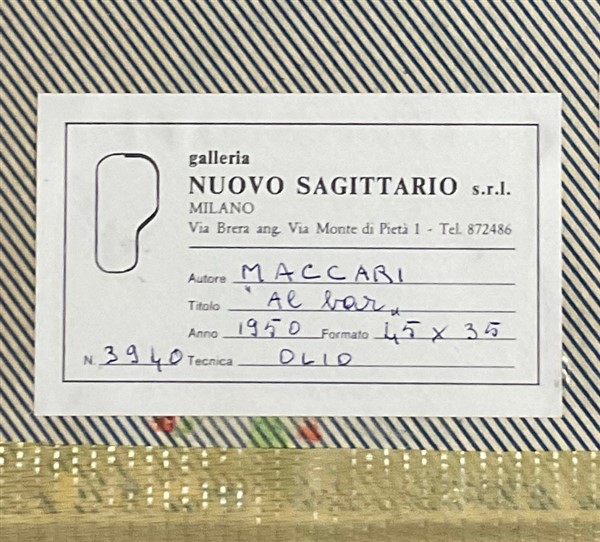 galleria
NUOVO SAGITTARIO s.r.l.
MILANO
Via Brera ang. Via Monte di Pietà 1 - Tel. 872486
Autore MACCARI
Titolo "Al bar"
Anno 1950 Formato 45 x 35
N. 3940 Tecnica OLIO